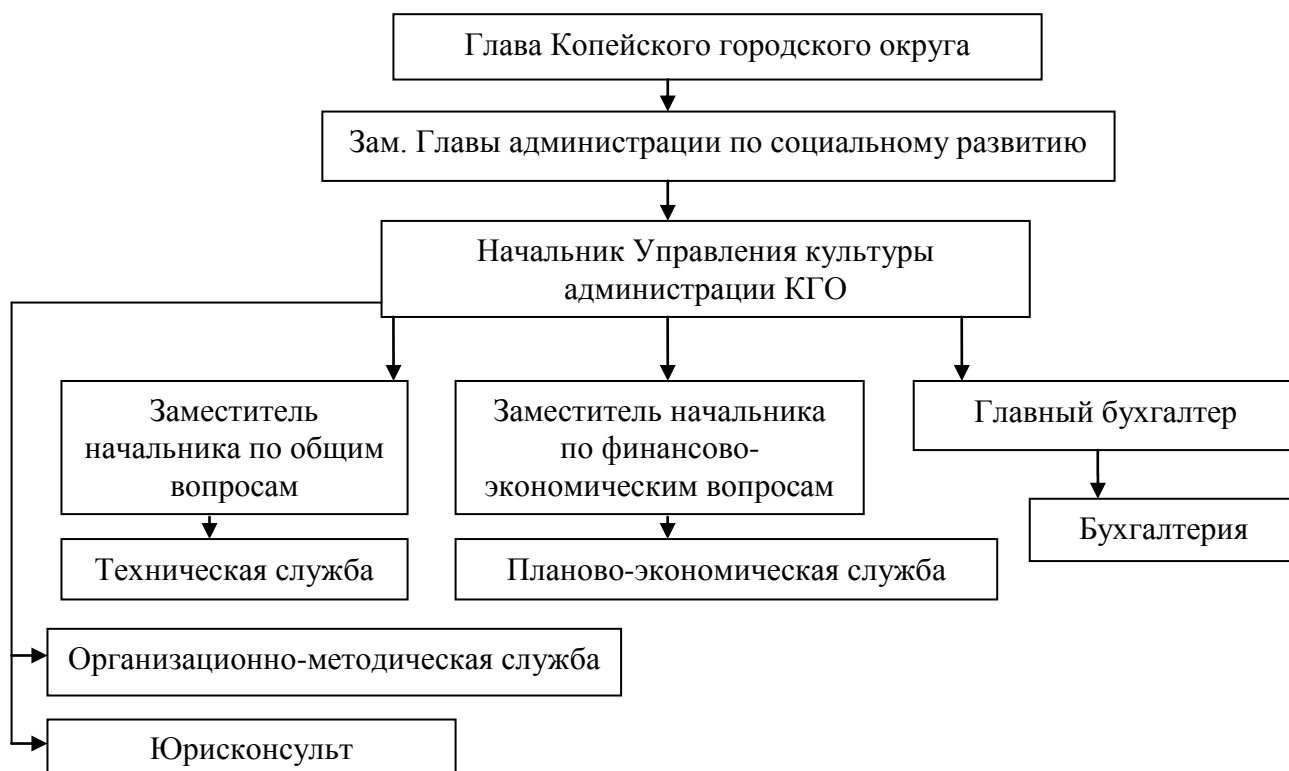 Глава Копейского городского округа
Зам. Главы администрации по социальному развитию
Начальник Управления культуры
администрации КГО
Заместитель
начальника по общим
вопросам
Заместитель начальника
по финансово-
экономическим вопросам
Главный бухгалтер
Бухгалтерия
Техническая служба
Планово-экономическая служба
Организационно-методическая служба
Юрисконсульт